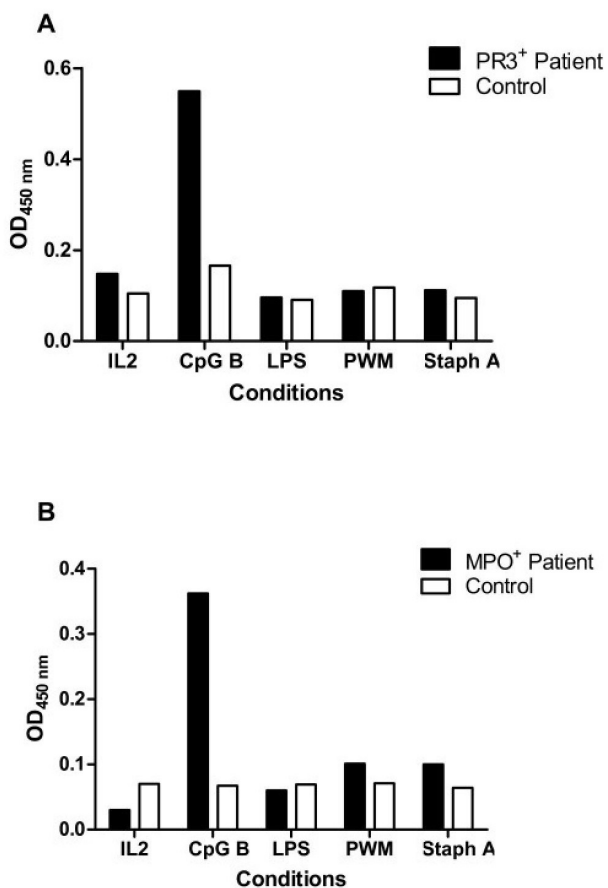 A
PR3+ Patient
Control
0.6
0.4
0.2
0.0
OD450 nm
IL2 CpG B LPS PWM Staph A
Conditions
B
MPO+ Patient
Control
0.4
0.3
0.2
0.1
0.0
OD450 nm
IL2 CpG B LPS PWM Staph A
Conditions